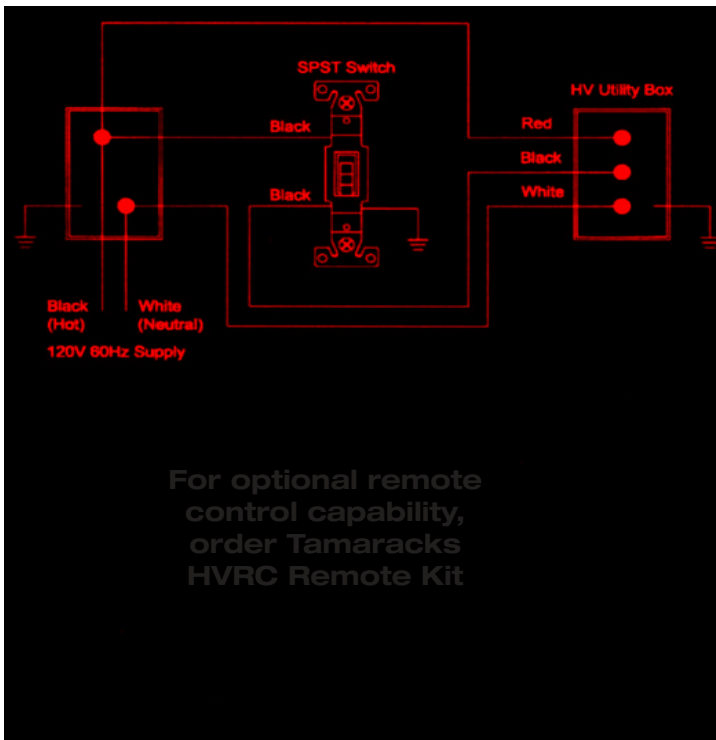 SPST Switch
HV Utility Box
Black
Red
Black
Black
White
Black
(Hot)
White
(Neutral)
120V 60Hz Supply
For optional remote
control capability,
order Tamaracks
HVRC Remote Kit